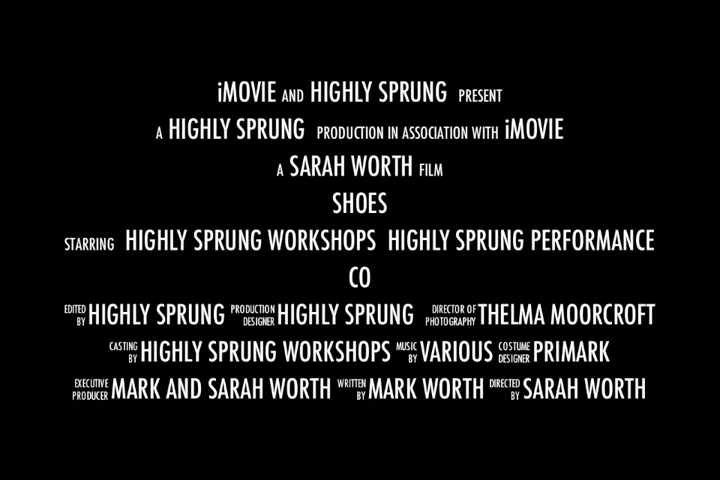 iMOVIE AND HIGHLY SPRUNG PRESENT
A HIGHLY SPRUNG PRODUCTION IN ASSOCIATION WITH iMOVIE
A SARAH WORTH FILM
SHOES
STARRING HIGHLY SPRUNG WORKSHOPS HIGHLY SPRUNG PERFORMANCE
CO
EDITED BY HIGHLY SPRUNG PRODUCTION DESIGNER HIGHLY SPRUNG DIRECTOR OF PHOTOGRAPHY THELMA MOORCROFT
CASTING BY HIGHLY SPRUNG WORKSHOPS MUSIC BY VARIOUS COSTUME DESIGNER PRIMARK
EXECUTIVE PRODUCER MARK AND SARAH WORTH WRITTEN BY MARK WORTH DIRECTED BY SARAH WORTH